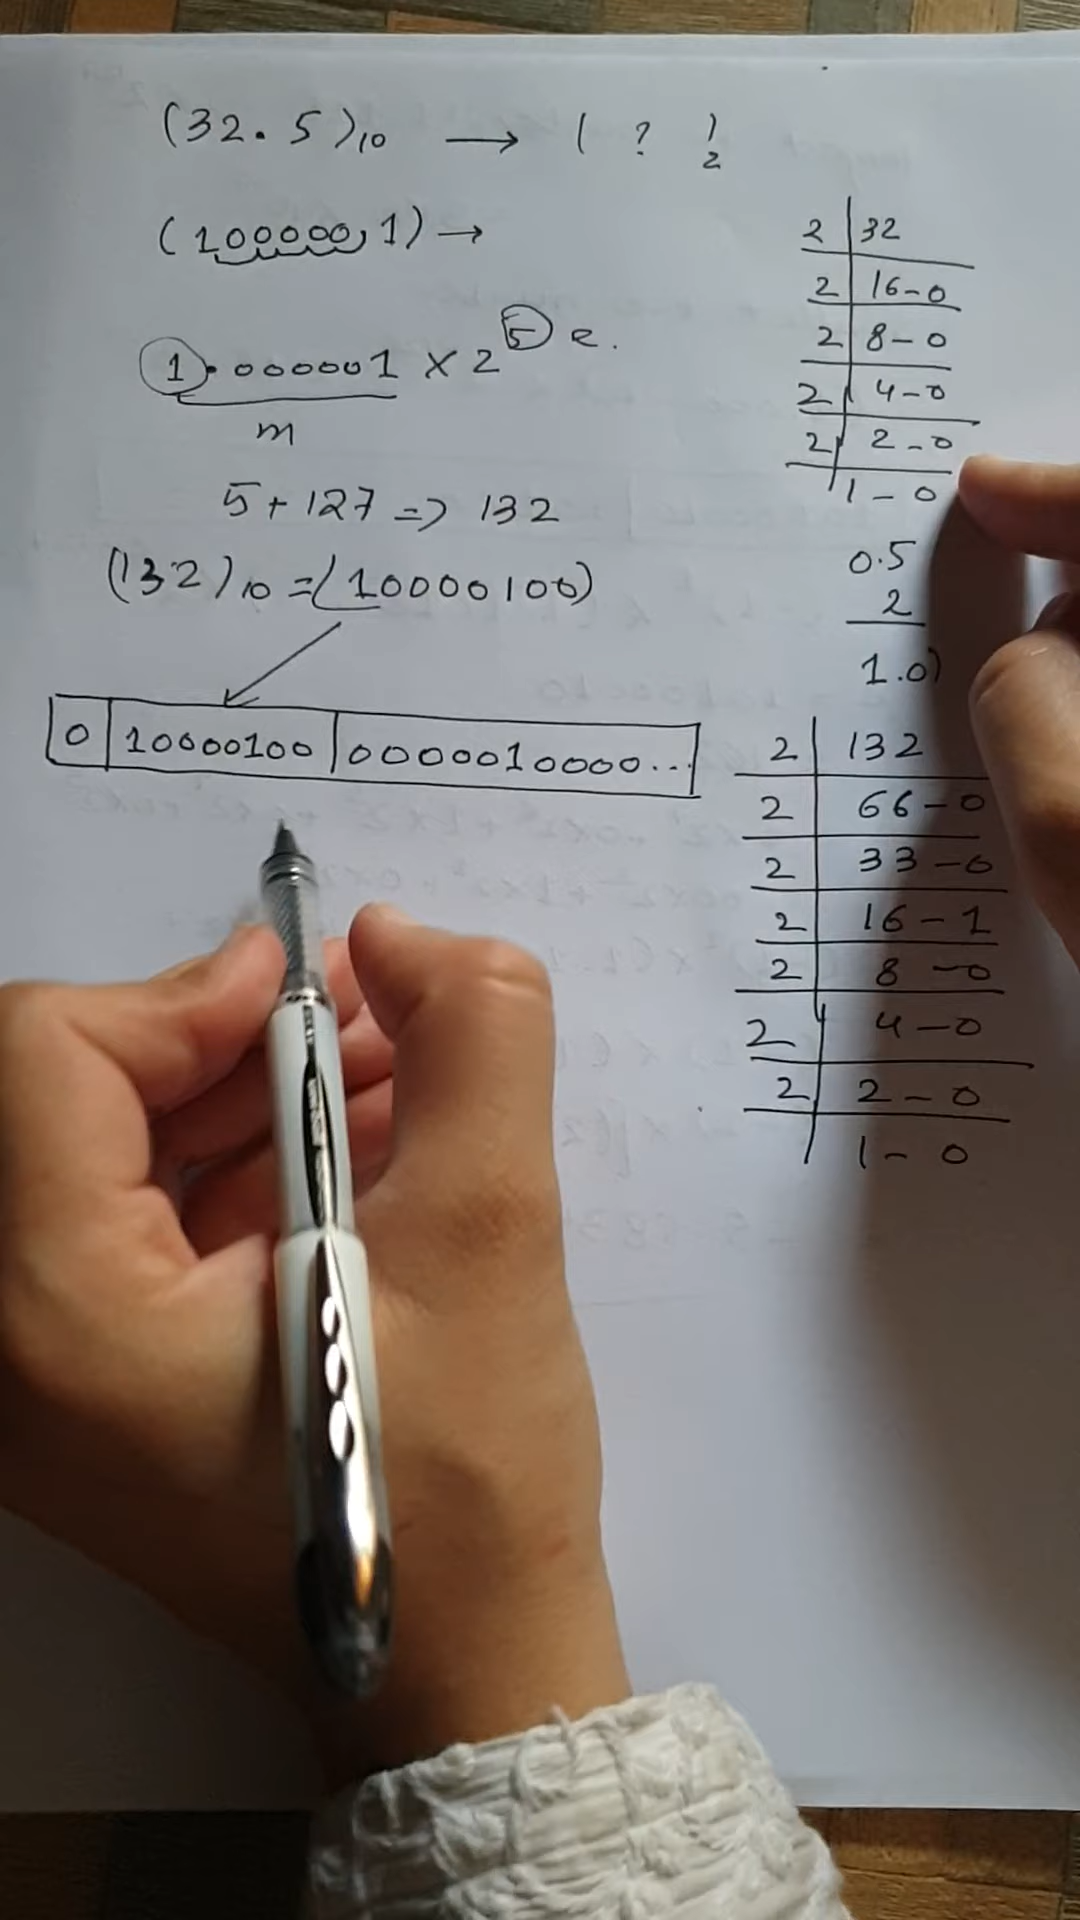 (32.5)10 → ( ? )2
(100000,1) →
1.000001 × 2^5 e.
m
5 + 127 => 132
(132)10 = (10000100)
0 | 10000100 | 0000010000...
2 | 32
2 | 16 - 0
2 | 8 - 0
2 | 4 - 0
2 | 2 - 0
1 - 0
0.5
2
1.0)
2 | 132
2 | 66 - 0
2 | 33 - 0
2 | 16 - 1
2 | 8 - 0
2 | 4 - 0
2 | 2 - 0
1 - 0